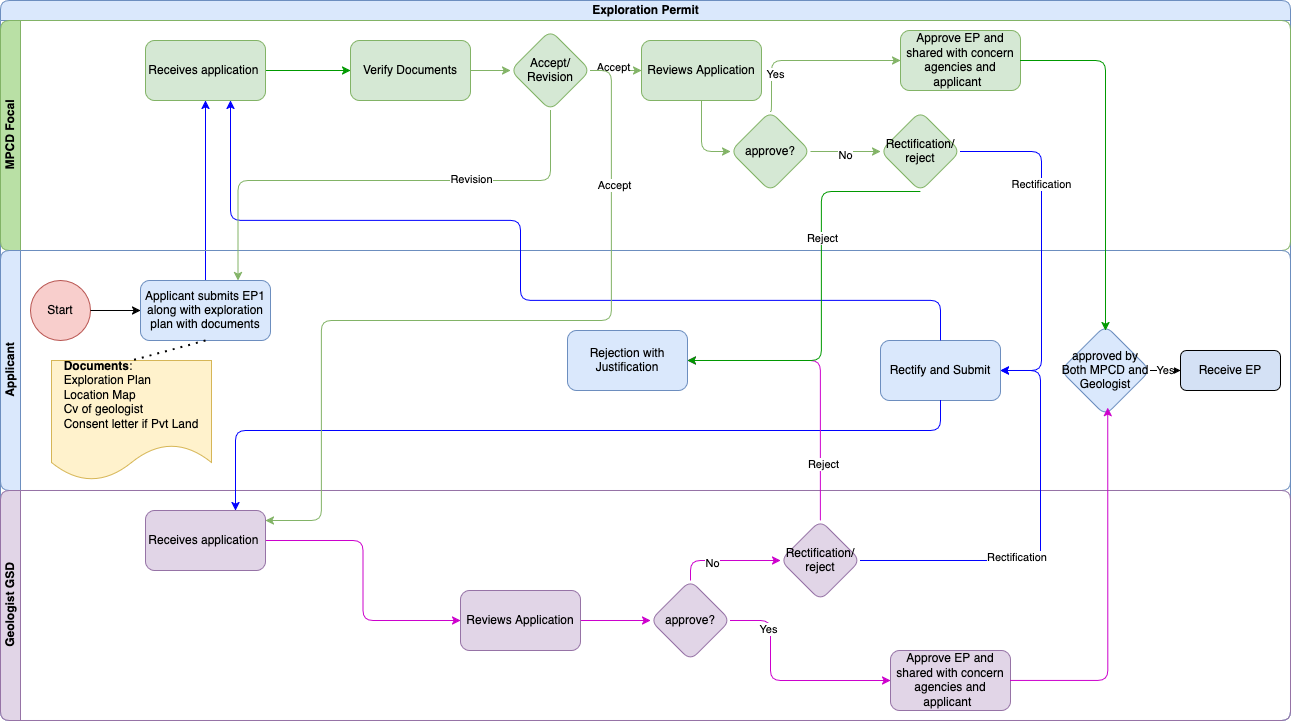 Exploration Permit
MPCD Focal
Receives application
Verify Documents
Accept/
Revision
Accept
Reviews Application
Yes
Approve EP and
shared with concern
agencies and
applicant
approve?
No
Rectification/
reject
Revision
Accept
Rectification
Reject
Applicant
Start
Applicant submits EP1
along with exploration
plan with documents
Documents:
Exploration Plan
Location Map
Cv of geologist
Consent letter if Pvt Land
Rejection with
Justification
Rectify and Submit
approved by
Both MPCD and
Geologist
Yes
Receive EP
Reject
Geologist GSD
Receives application
Reviews Application
approve?
No
Rectification/
reject
Rectification
Yes
Approve EP and
shared with concern
agencies and
applicant